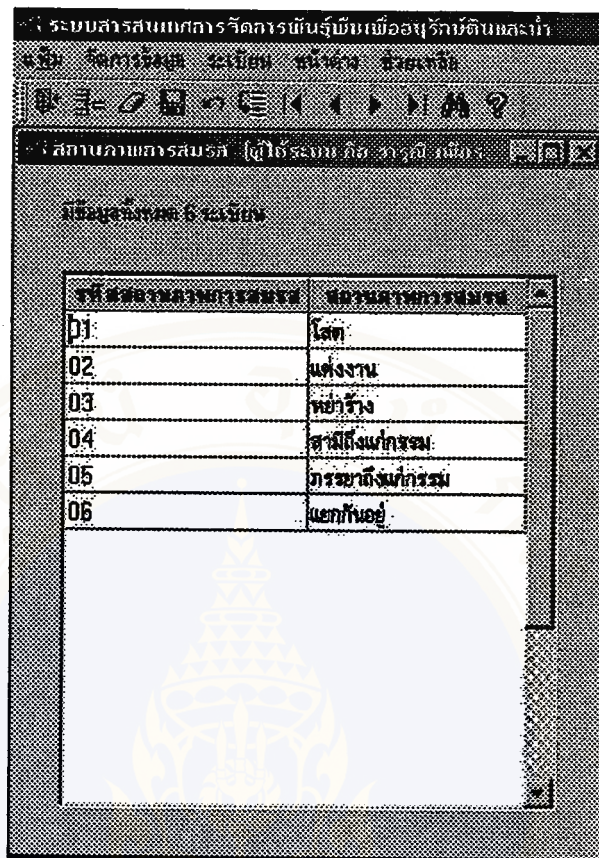 ระบบสารสนเทศการจัดการพันธุ์พืชเพื่ออนุรักษ์ดินและน้ำ
แฟ้ม จัดการข้อมูล ระเบียน หน้าต่าง ช่วยเหลือ
สถานภาพการสมรส [ผู้ใช้ระบบ คือ
มีข้อมูลทั้งหมด 6 ระเบียน
รหัสสถานภาพการสมรส สถานภาพการสมรส
01 โสด
02 แต่งงาน
03 หย่าร้าง
04 สามีถึงแก่กรรม
05 ภรรยาถึงแก่กรรม
06 แยกกันอยู่